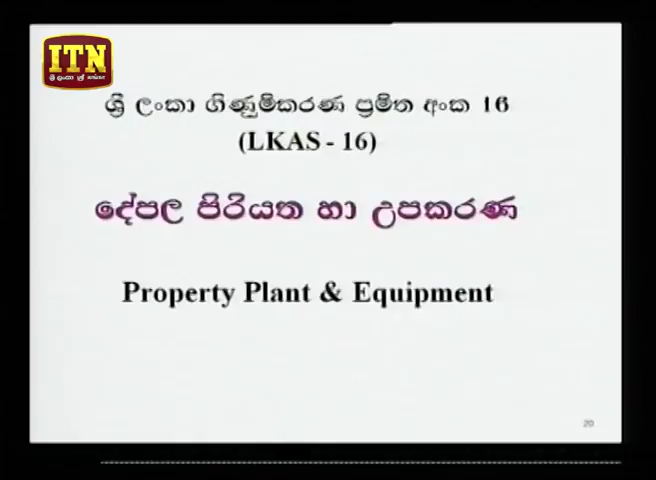 ITN
ශ්‍රී ලංකා ගිණුම්කරණ ප්‍රමිත අංක 16
(LKAS - 16)
දේපල පිරියත හා උපකරණ
Property Plant & Equipment
20